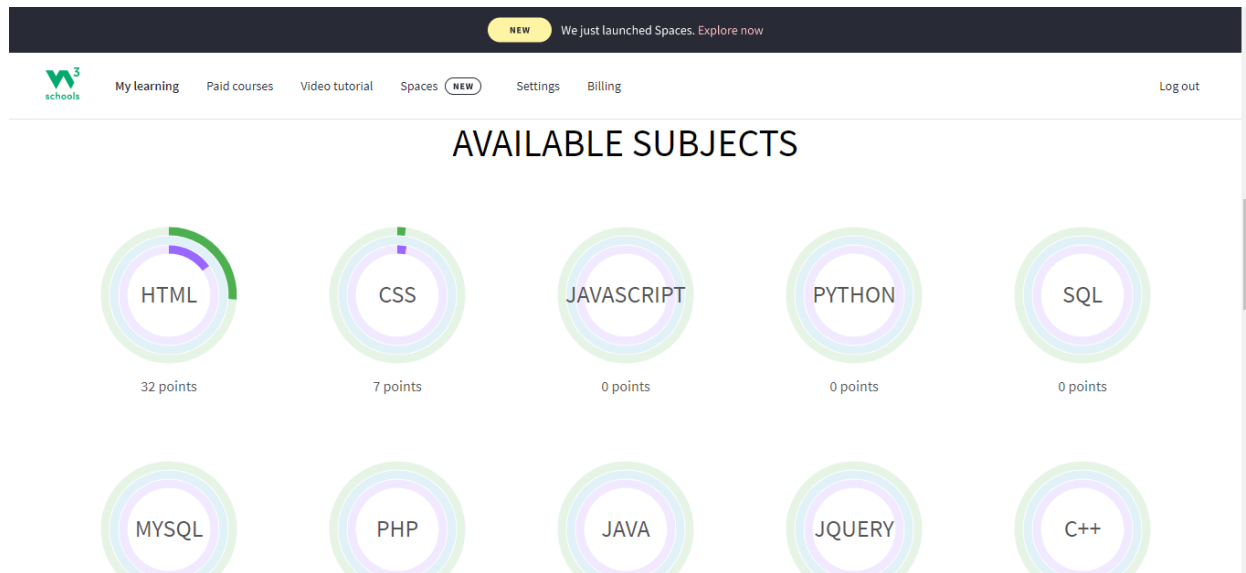 NEW We just launched Spaces. Explore now
W3 schools My learning Paid courses Video tutorial Spaces NEW Settings Billing Log out
AVAILABLE SUBJECTS
HTML CSS JAVASCRIPT PYTHON SQL
32 points 7 points 0 points 0 points 0 points
MYSQL PHP JAVA JQUERY C++